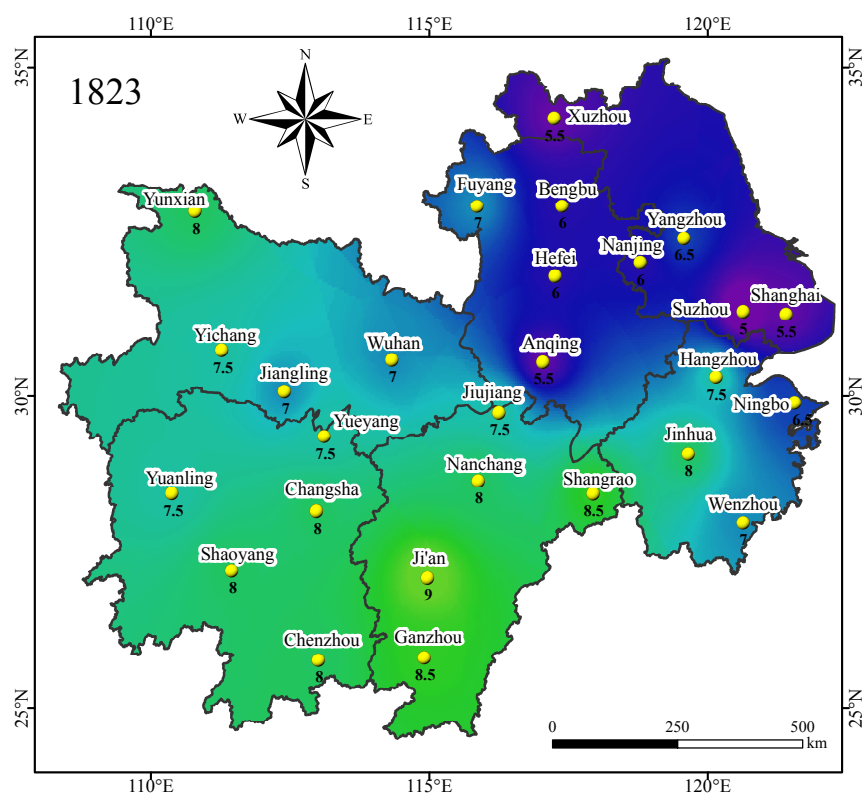 110°E 115°E 120°E
35°N 35°N
1823
N
W E
S
Xuzhou
5.5
Fuyang
7
Bengbu
6
Yunxian
8
Yangzhou
6.5
Nanjing
6
Hefei
6
Suzhou
5
Shanghai
5.5
Yichang
7.5
Wuhan
7
Anqing
5.5
Hangzhou
7.5
Jiangling
7
30°N 30°N
Ningbo
6.5
Jiujiang
7.5
Yueyang
7.5
Jinhua
8
Nanchang
8
Shangrao
8.5
Yuanling
7.5
Changsha
8
Wenzhou
7
Shaoyang
8
Ji'an
9
Chenzhou
8
Ganzhou
8.5
25°N 25°N
0 250 500
km
110°E 115°E 120°E